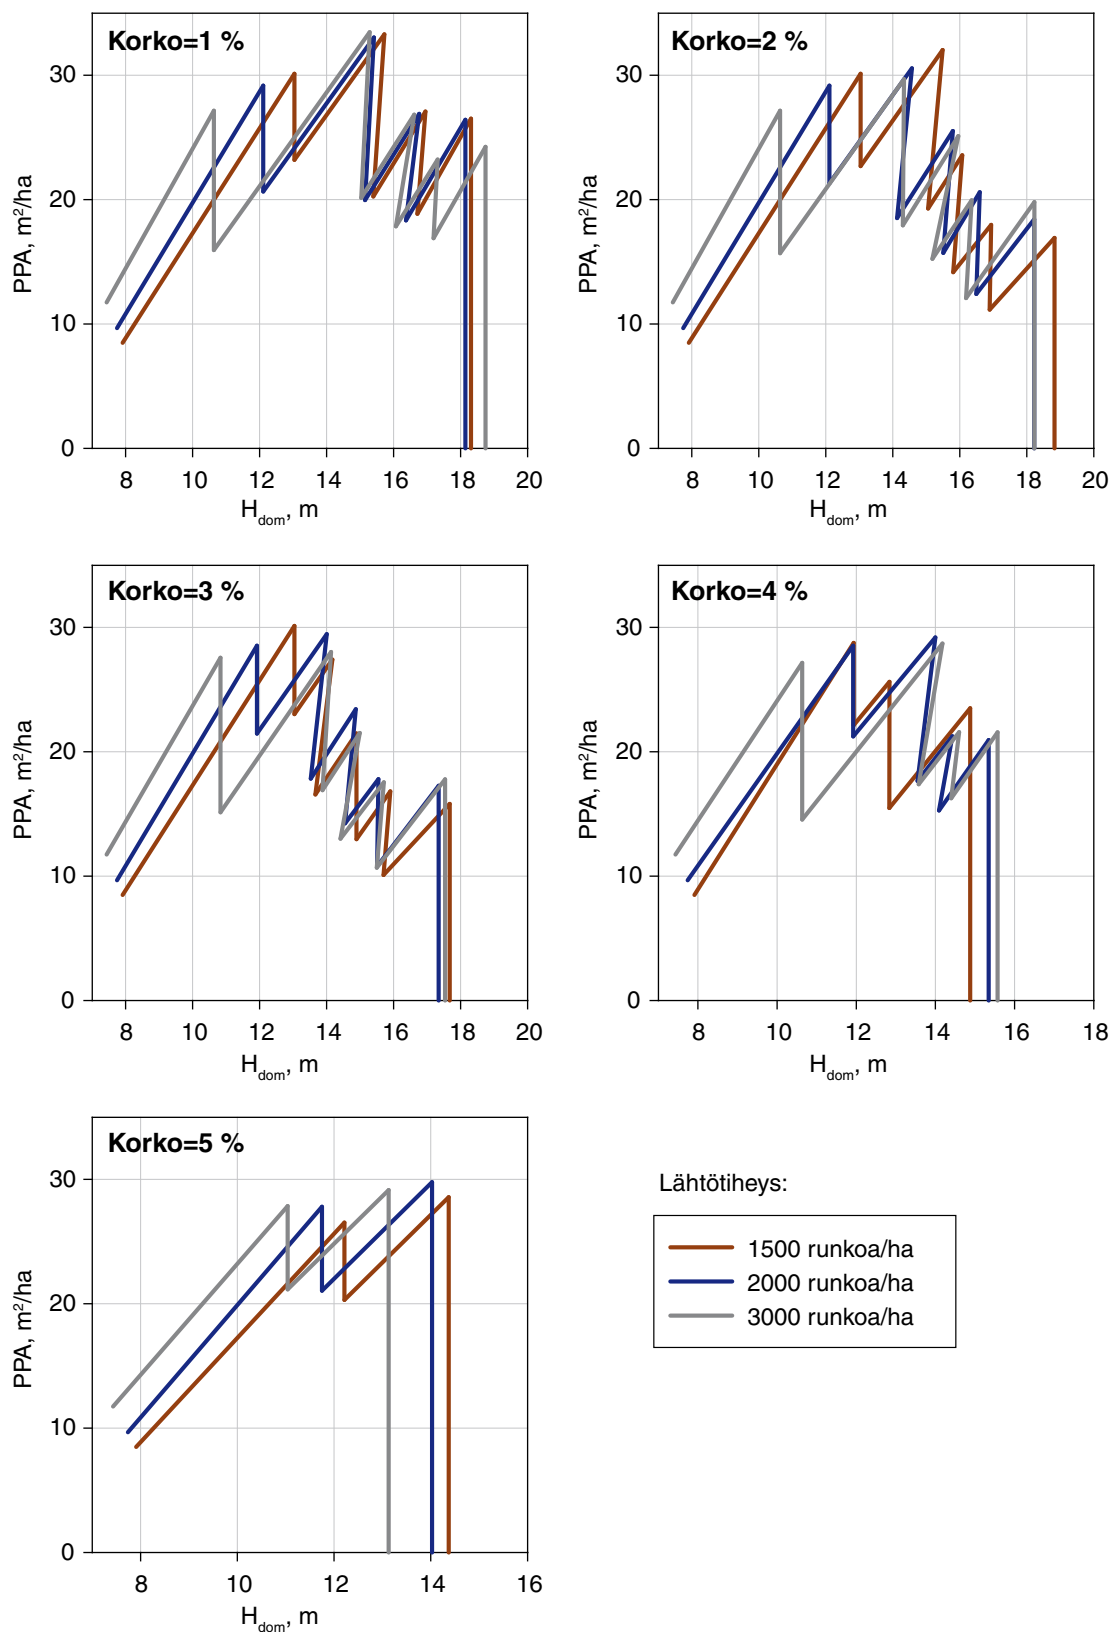 Korko=1 %
30
20
10
0
PPA, m²/ha
8 10 12 14 16 18 20
H_dom, m
Korko=2 %
30
20
10
0
PPA, m²/ha
8 10 12 14 16 18 20
H_dom, m
Korko=3 %
30
20
10
0
PPA, m²/ha
8 10 12 14 16 18 20
H_dom, m
Korko=4 %
30
20
10
0
PPA, m²/ha
8 10 12 14 16 18
H_dom, m
Korko=5 %
30
20
10
0
PPA, m²/ha
8 10 12 14 16
H_dom, m
Lähtötiheys:
1500 runkoa/ha
2000 runkoa/ha
3000 runkoa/ha